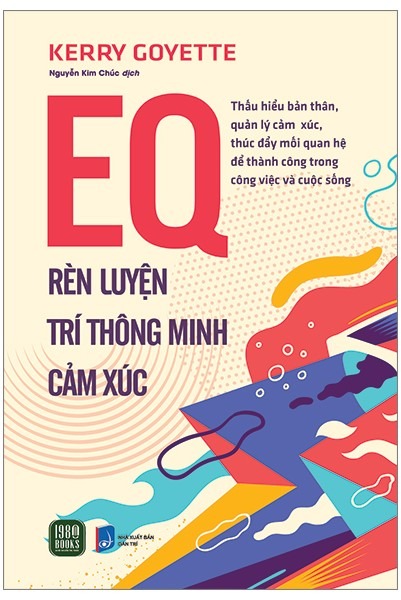 KERRY GOYETTE
Nguyễn Kim Chúc dịch
EQ
Thấu hiểu bản thân,
quản lý cảm xúc,
thúc đẩy mối quan hệ
để thành công trong
công việc và cuộc sống
RÈN LUYỆN
TRÍ THÔNG MINH
CẢM XÚC
1980
BOOKS
NHÀ XUẤT BẢN
DÂN TRÍ